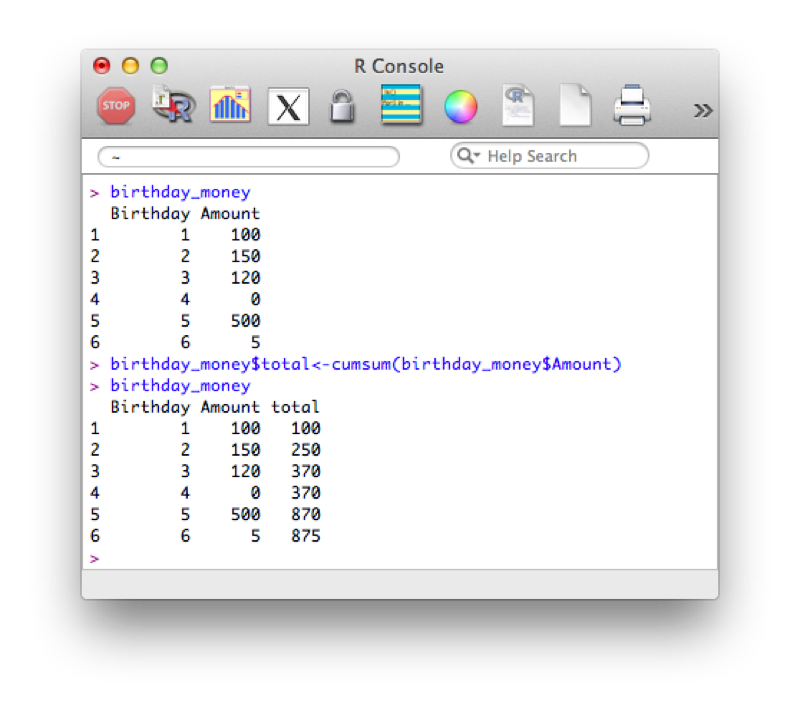 R Console
STOP
R
X
R
~
Help Search
> birthday_money
Birthday Amount
1 1 100
2 2 150
3 3 120
4 4 0
5 5 500
6 6 5
> birthday_money$total<-cumsum(birthday_money$Amount)
> birthday_money
Birthday Amount total
1 1 100 100
2 2 150 250
3 3 120 370
4 4 0 370
5 5 500 870
6 6 5 875
>